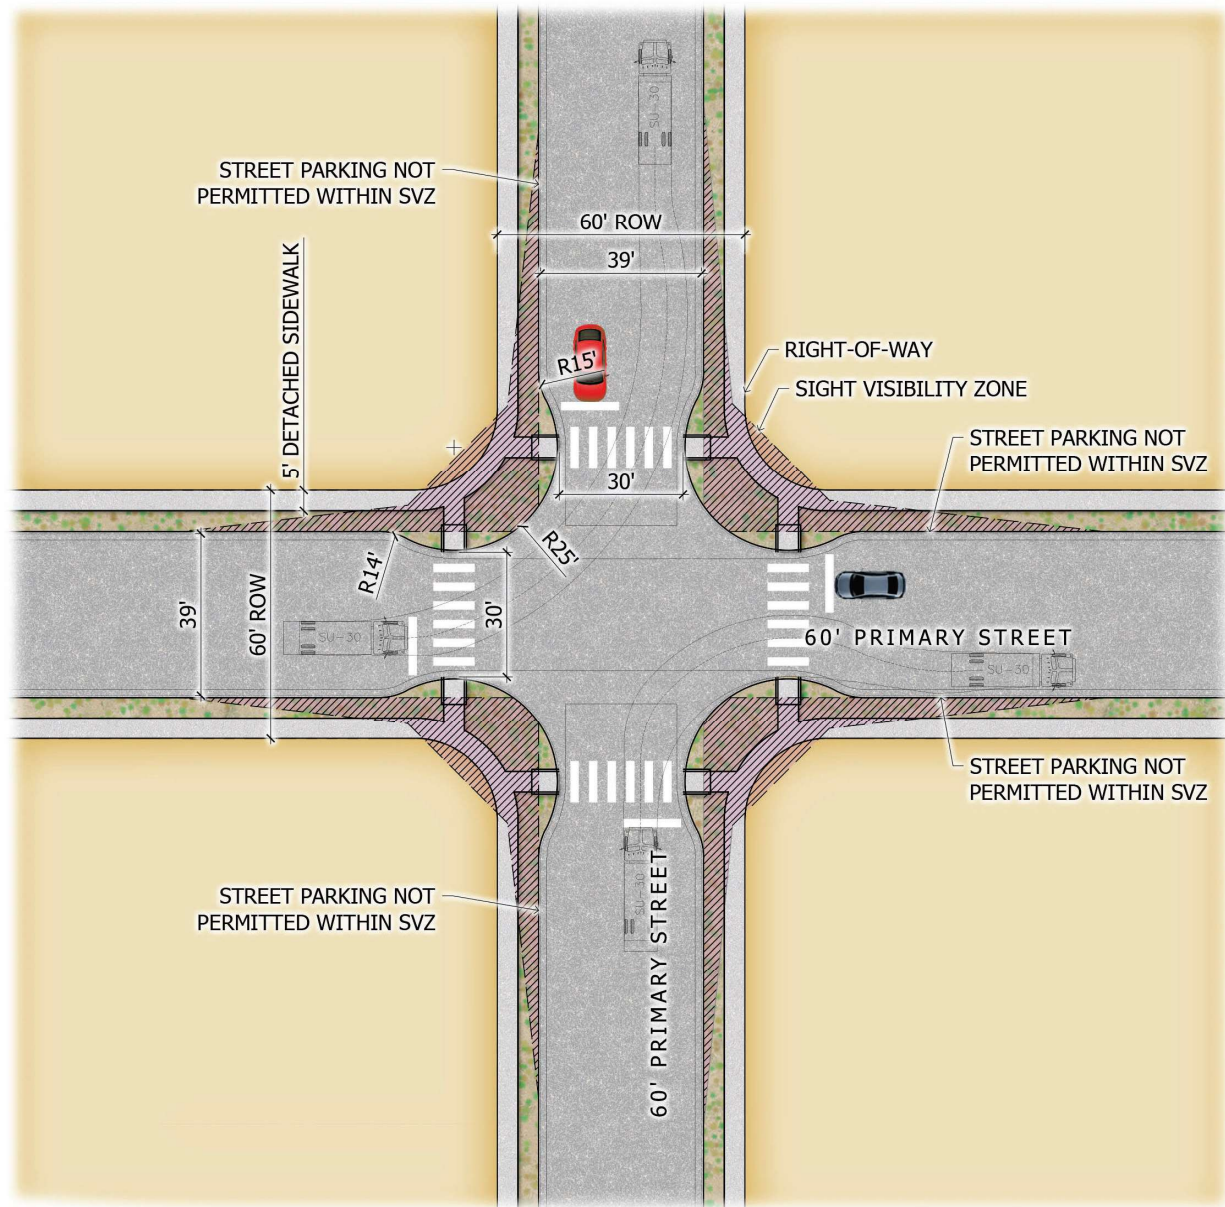 SU-30
STREET PARKING NOT
PERMITTED WITHIN SVZ
60' ROW
39'
5' DETACHED SIDEWALK
R15'
RIGHT-OF-WAY
SIGHT VISIBILITY ZONE
STREET PARKING NOT
PERMITTED WITHIN SVZ
30'
R14'
R25'
39'
60' ROW
30'
SU-30
60' PRIMARY STREET
SU-30
STREET PARKING NOT
PERMITTED WITHIN SVZ
STREET PARKING NOT
PERMITTED WITHIN SVZ
SU-30
60' PRIMARY STREET